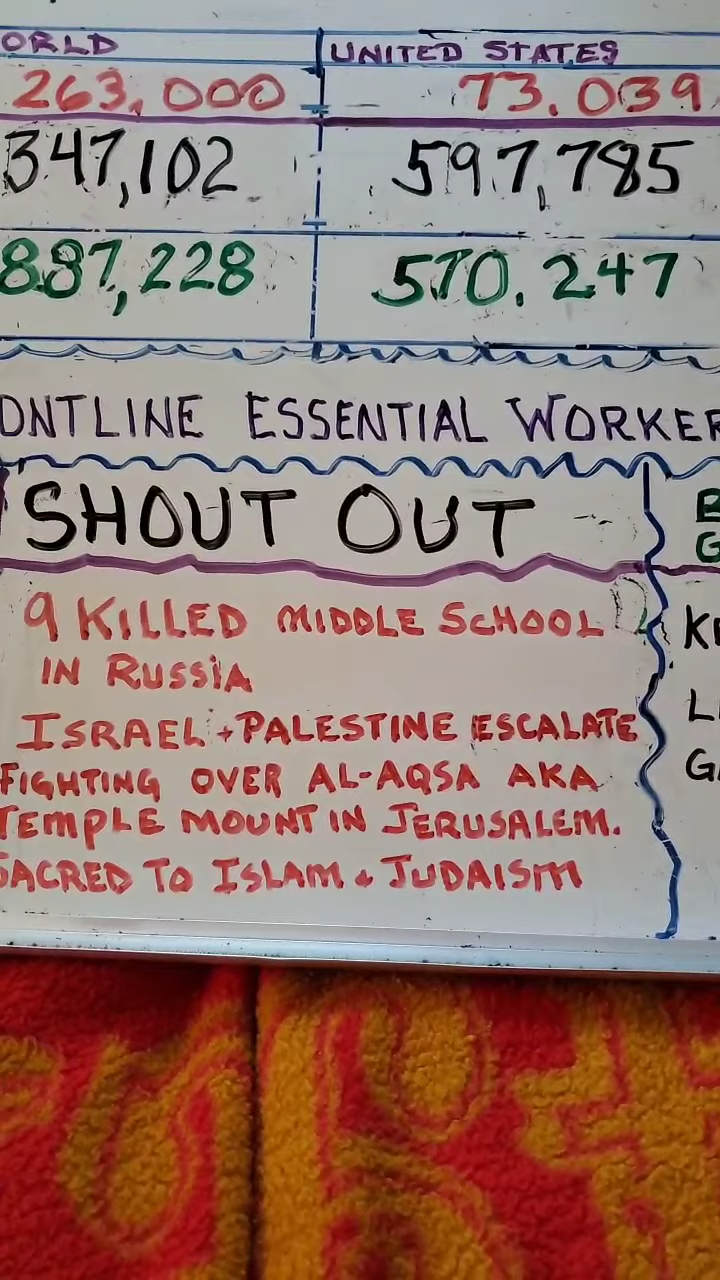 ORLD UNITED STATES
263,000 73.039
347,102 597,785
887,228 570.247
ONTLINE ESSENTIAL WORKER
SHOUT OUT
9 KILLED MIDDLE SCHOOL
IN RUSSIA
ISRAEL + PALESTINE ESCALATE
FIGHTING OVER AL-AQSA AKA
TEMPLE MOUNT IN JERUSALEM.
SACRED TO ISLAM & JUDAISM